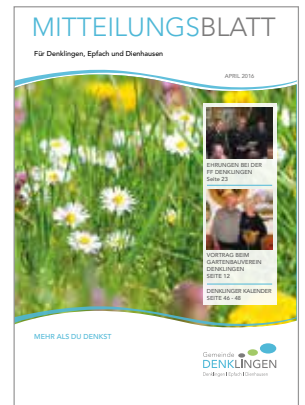 MITTEILUNGSBLATT
Für Denklingen, Epfach und Dienhausen
APRIL 2016
EHRUNGEN BEI DER
FF DENKLINGEN
Seite 23
VORTRAG BEIM
GARTENBAUVEREIN
DENKLINGEN
SEITE 12
DENKLINGER KALENDER
SEITE 46 - 48
MEHR ALS DU DENKST
Gemeinde
DENKLINGEN
Denklingen | Epfach | Dienhausen